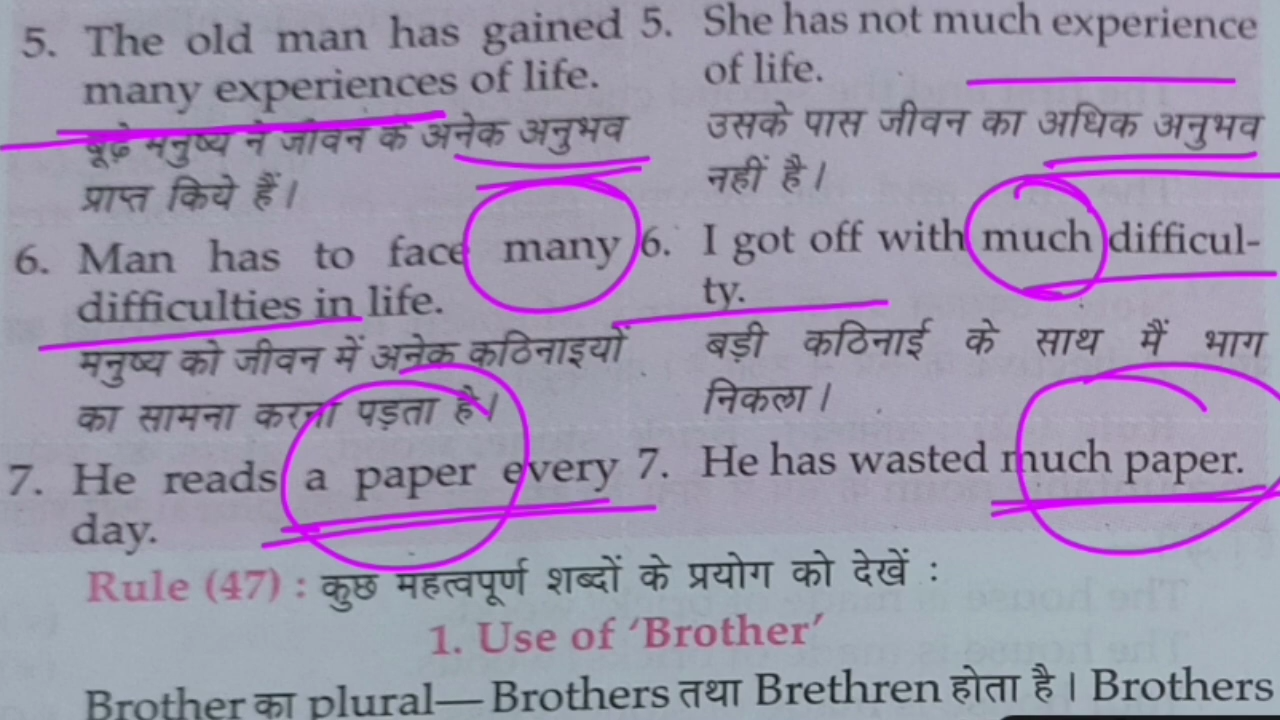 5. The old man has gained
many experiences of life.
बूढ़े मनुष्य ने जीवन के अनेक अनुभव
प्राप्त किये हैं।
6. Man has to face many
difficulties in life.
मनुष्य को जीवन में अनेक कठिनाइयों
का सामना करना पड़ता है।
7. He reads a paper every
day.
5. She has not much experience
of life.
उसके पास जीवन का अधिक अनुभव
नहीं है।
6. I got off with much difficul-
ty.
बड़ी कठिनाई के साथ मैं भाग
निकला।
7. He has wasted much paper.
Rule (47) : कुछ महत्वपूर्ण शब्दों के प्रयोग को देखें :
1. Use of ‘Brother’
Brother का plural— Brothers तथा Brethren होता है। Brothers